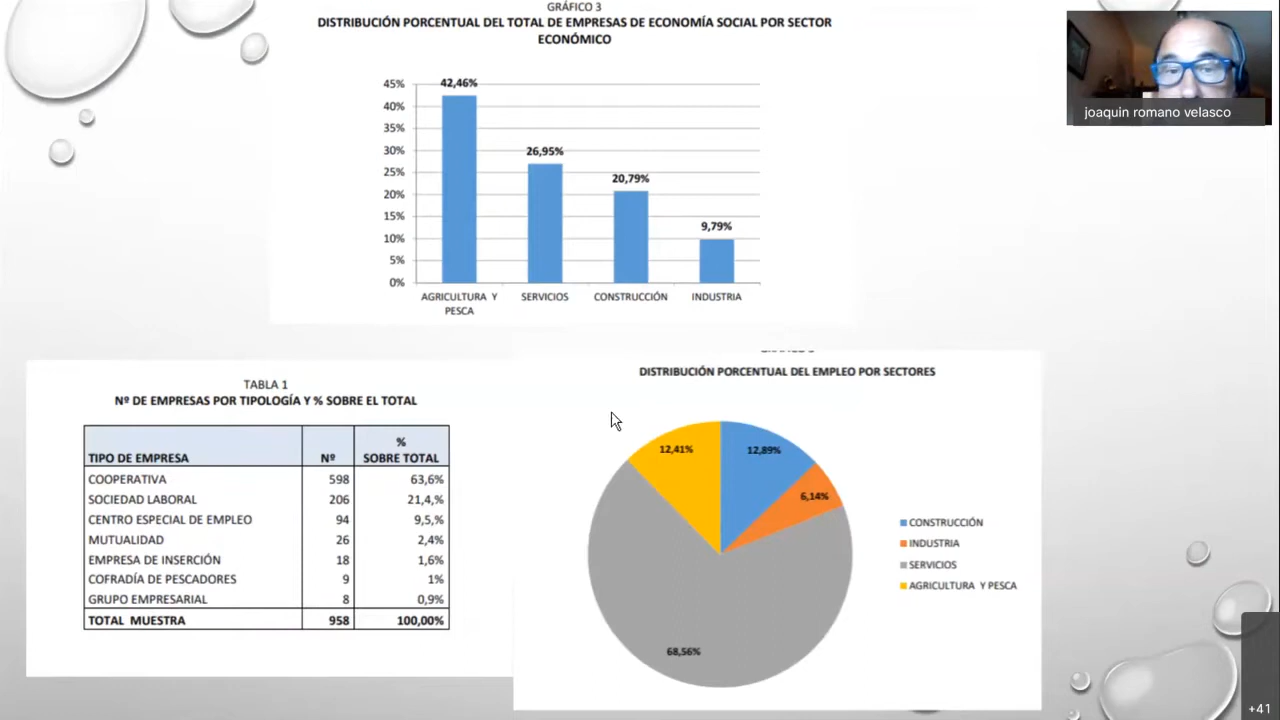 GRÁFICO 3
DISTRIBUCIÓN PORCENTUAL DEL TOTAL DE EMPRESAS DE ECONOMÍA SOCIAL POR SECTOR
ECONÓMICO
45%
40%
35%
30%
25%
20%
15%
10%
5%
0%
42,46%
26,95%
20,79%
9,79%
AGRICULTURA Y
PESCA
SERVICIOS
CONSTRUCCIÓN
INDUSTRIA
joaquin romano velasco
TABLA 1
Nº DE EMPRESAS POR TIPOLOGÍA Y % SOBRE EL TOTAL
TIPO DE EMPRESA Nº % SOBRE TOTAL
COOPERATIVA 598 63,6%
SOCIEDAD LABORAL 206 21,4,%
CENTRO ESPECIAL DE EMPLEO 94 9,5,%
MUTUALIDAD 26 2,4%
EMPRESA DE INSERCIÓN 18 1,6%
COFRADÍA DE PESCADORES 9 1%
GRUPO EMPRESARIAL 8 0,9%
TOTAL MUESTRA 958 100,00%
DISTRIBUCIÓN PORCENTUAL DEL EMPLEO POR SECTORES
12,41%
12,89%
6,14%
68,56%
CONSTRUCCIÓN
INDUSTRIA
SERVICIOS
AGRICULTURA Y PESCA
+41